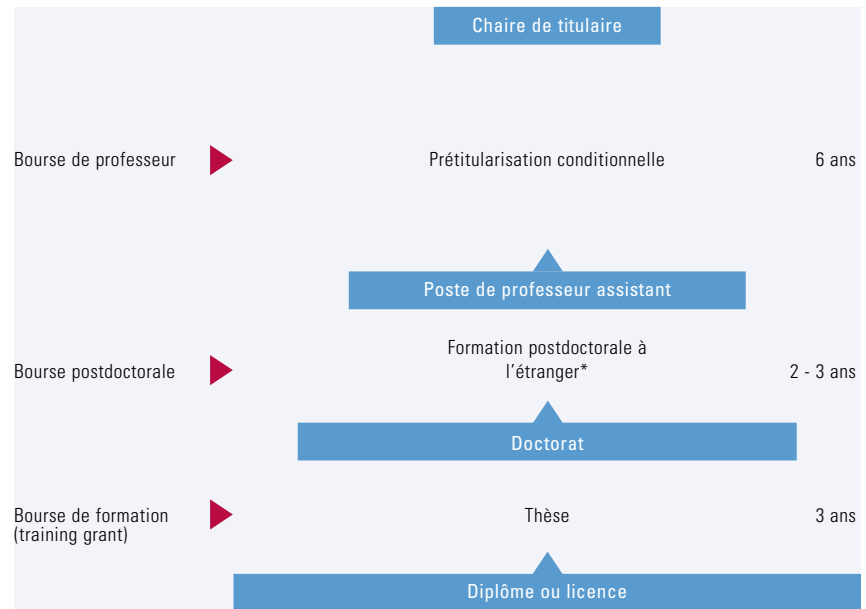 Chaire de titulaire
Bourse de professeur
Prétitularisation conditionnelle
6 ans
Poste de professeur assistant
Bourse postdoctorale
Formation postdoctorale à
l'étranger*
2 - 3 ans
Doctorat
Bourse de formation
(training grant)
Thèse
3 ans
Diplôme ou licence